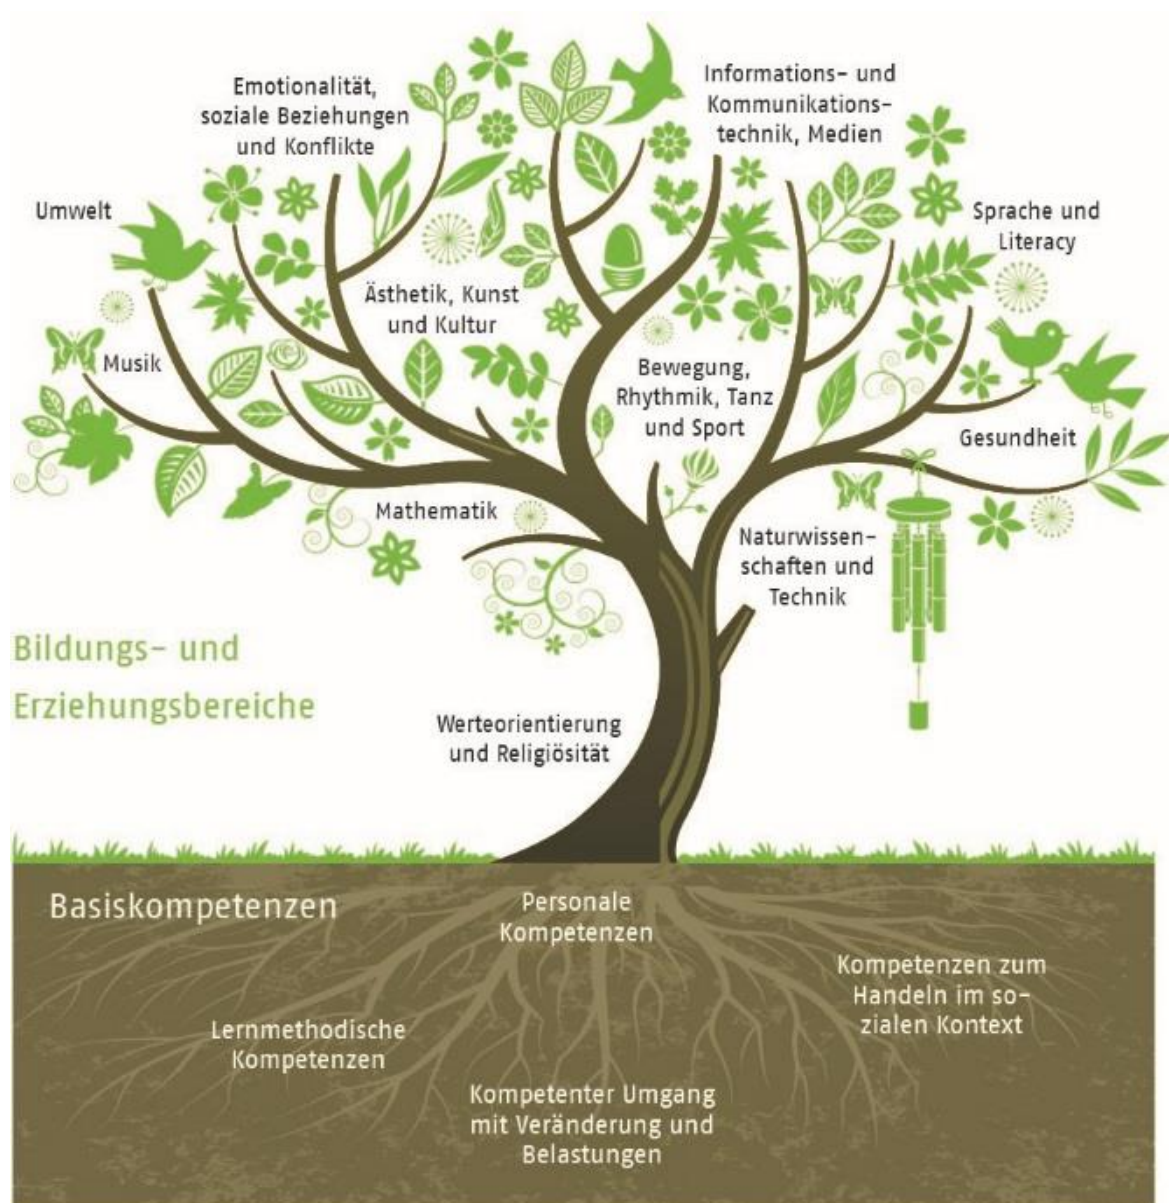 Emotionalität,
soziale Beziehungen
und Konflikte
Informations- und
Kommunikations-
technik, Medien
Umwelt
Sprache und
Literacy
Ästhetik, Kunst
und Kultur
Musik
Bewegung,
Rhythmik, Tanz
und Sport
Gesundheit
Mathematik
Naturwissen-
schaften und
Technik
Bildungs- und
Erziehungsbereiche
Werteorientierung
und Religiösität
Basiskompetenzen
Personale
Kompetenzen
Kompetenzen zum
Handeln im so-
zialen Kontext
Lernmethodische
Kompetenzen
Kompetenter Umgang
mit Veränderung und
Belastungen